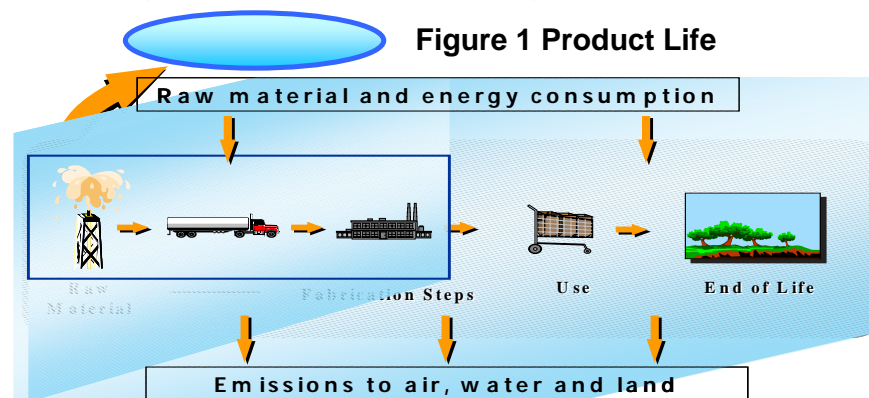 Figure 1 Product Life
Raw material and energy consumption
Raw
Material
Fabrication Steps
Use
End of Life
Emissions to air, water and land